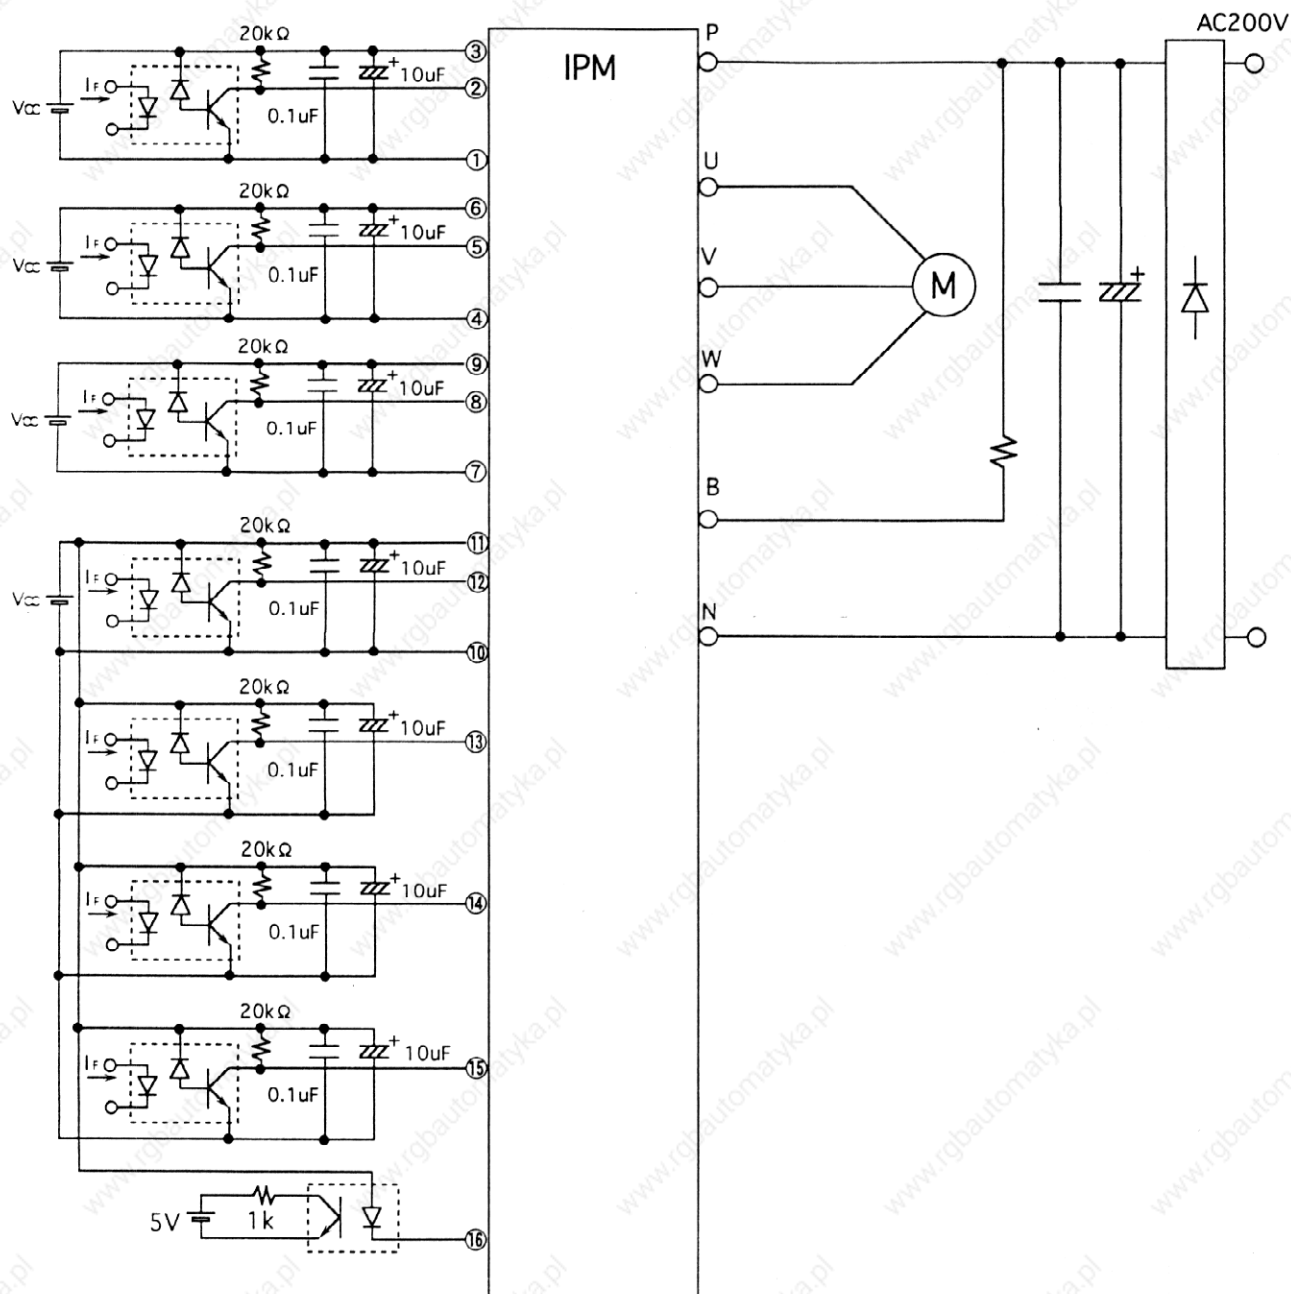 AC200V
IPM
P
U
V
W
B
N
M
+
20kΩ
③
②
①
IF
Vcc
0.1uF
+
10uF
20kΩ
⑥
⑤
④
IF
Vcc
0.1uF
+
10uF
20kΩ
⑨
⑧
⑦
IF
Vcc
0.1uF
+
10uF
20kΩ
⑪
⑫
⑩
IF
Vcc
0.1uF
+
10uF
20kΩ
⑬
IF
0.1uF
+
10uF
20kΩ
⑭
IF
0.1uF
+
10uF
20kΩ
⑮
IF
0.1uF
+
10uF
5V
1k
⑯
www.rgbautomatyka.pl